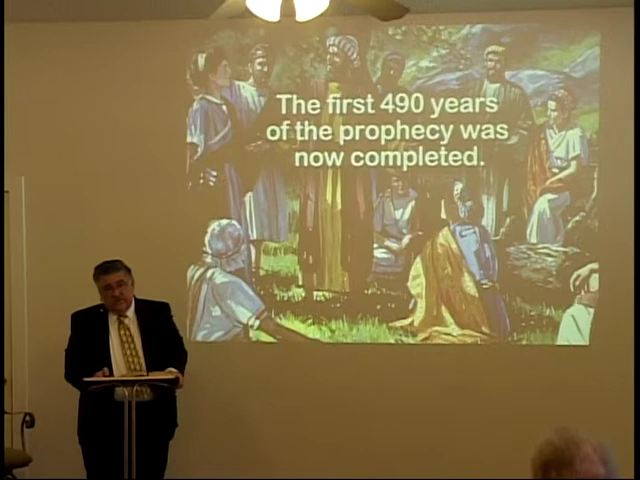 The first 490 years
of the prophecy was
now completed.